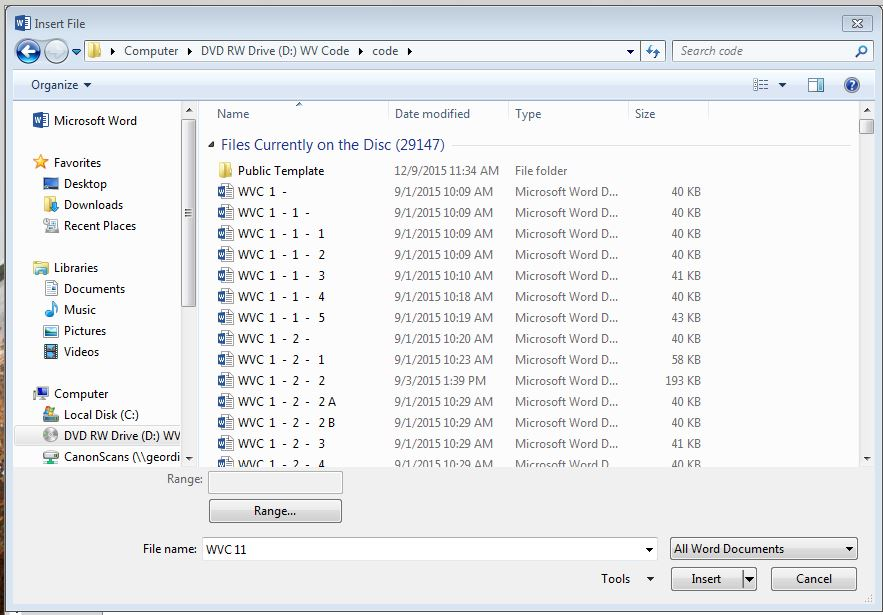 Insert File
Computer DVD RW Drive (D:) WV Code code Search code
Organize
Name Date modified Type Size
Microsoft Word
Favorites
Desktop
Downloads
Recent Places
Libraries
Documents
Music
Pictures
Videos
Computer
Local Disk (C:)
DVD RW Drive (D:) WV
CanonScans (\\geordi
Files Currently on the Disc (29147)
Public Template 12/9/2015 11:34 AM File folder
WVC 1 - 9/1/2015 10:09 AM Microsoft Word D... 40 KB
WVC 1 - 1 - 9/1/2015 10:09 AM Microsoft Word D... 40 KB
WVC 1 - 1 - 1 9/1/2015 10:09 AM Microsoft Word D... 40 KB
WVC 1 - 1 - 2 9/1/2015 10:09 AM Microsoft Word D... 40 KB
WVC 1 - 1 - 3 9/1/2015 10:10 AM Microsoft Word D... 41 KB
WVC 1 - 1 - 4 9/1/2015 10:18 AM Microsoft Word D... 40 KB
WVC 1 - 1 - 5 9/1/2015 10:19 AM Microsoft Word D... 43 KB
WVC 1 - 2 - 9/1/2015 10:20 AM Microsoft Word D... 40 KB
WVC 1 - 2 - 1 9/1/2015 10:23 AM Microsoft Word D... 58 KB
WVC 1 - 2 - 2 9/3/2015 1:39 PM Microsoft Word D... 193 KB
WVC 1 - 2 - 2 A 9/1/2015 10:29 AM Microsoft Word D... 40 KB
WVC 1 - 2 - 2 B 9/1/2015 10:29 AM Microsoft Word D... 40 KB
WVC 1 - 2 - 3 9/1/2015 10:29 AM Microsoft Word D... 41 KB
WVC 1 - 2 - 4 9/1/2015 10:29 AM Microsoft Word D... 40 KB
Range:
Range...
File name: WVC 11 All Word Documents
Tools Insert Cancel